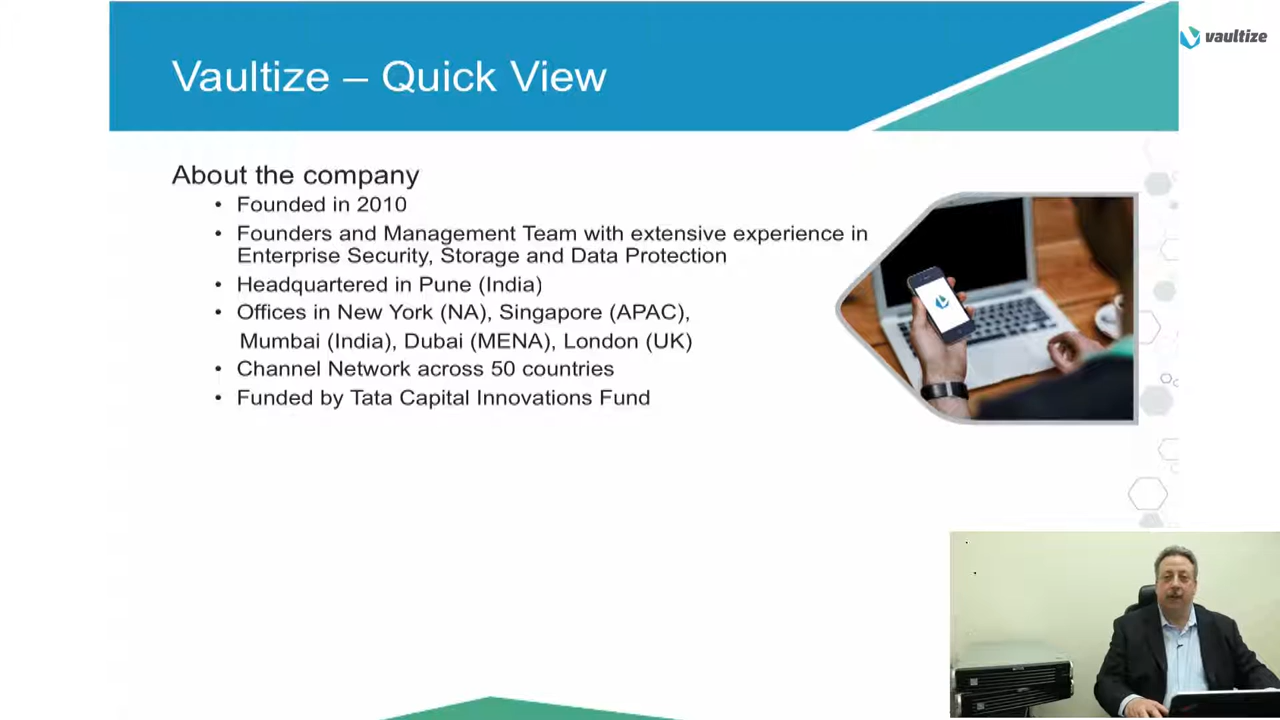 vaultize
Vaultize – Quick View
About the company
• Founded in 2010
• Founders and Management Team with extensive experience in
Enterprise Security, Storage and Data Protection
• Headquartered in Pune (India)
• Offices in New York (NA), Singapore (APAC),
Mumbai (India), Dubai (MENA), London (UK)
• Channel Network across 50 countries
• Funded by Tata Capital Innovations Fund